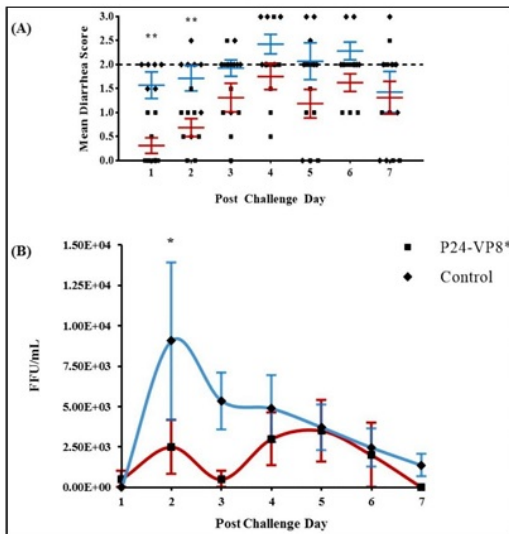 (A)
Mean Diarrhea Score
3.0
2.5
2.0
1.5
1.0
0.5
0.0
** **
1 2 3 4 5 6 7
Post Challenge Day
(B)
P24-VP8*
Control
FFU/mL
1.50E+04
1.25E+04
1.00E+04
7.50E+03
5.00E+03
2.50E+03
0.00E+00
*
1 2 3 4 5 6 7
Post Challenge Day